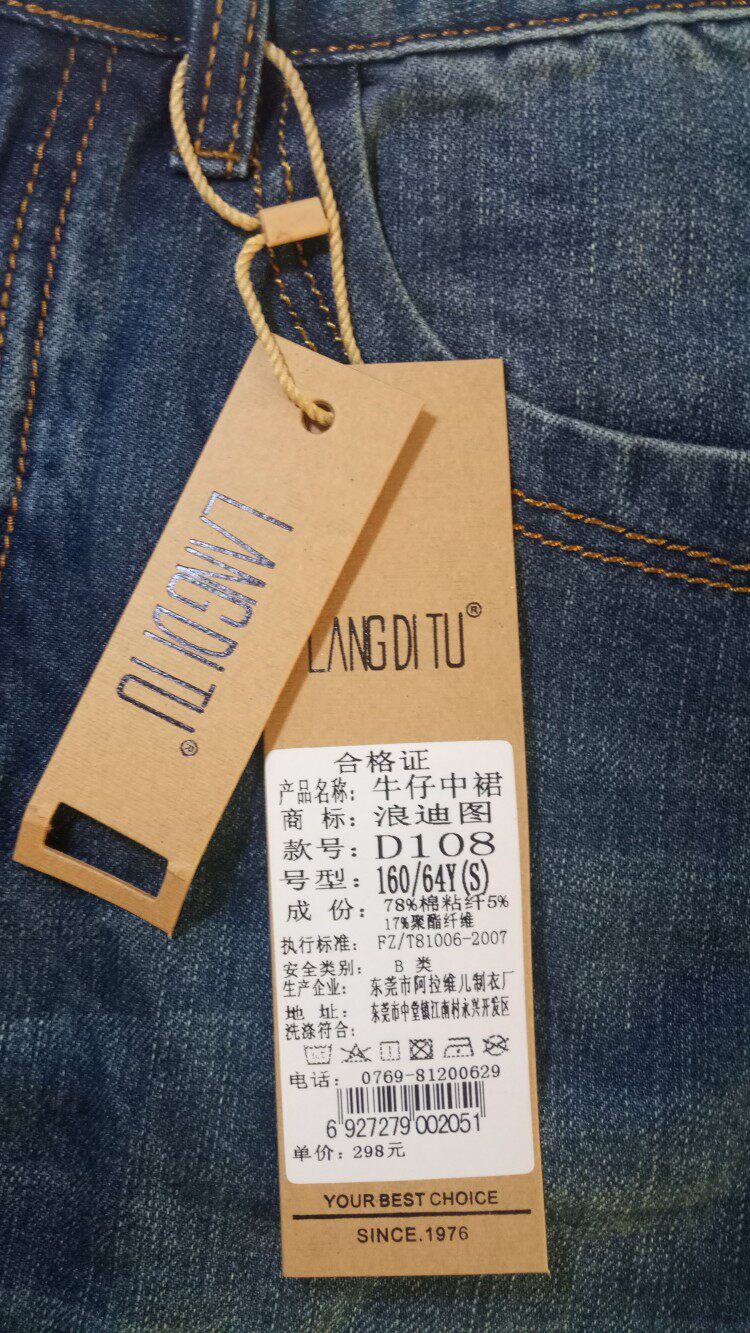 LANGDITU
®
LANGDITU®
合格证
产品名称：牛仔中裙
商 标：浪迪图
款号：D108
号型：160/64Y(S)
成 份：78%棉粘纤5%
17%聚酯纤维
执行标准：FZ/T81006-2007
安全类别： B 类
生产企业：东莞市阿拉维儿制衣厂
地 址：东莞市中堂镇江南村永兴开发区
洗涤符合：
电话：0769-81200629
6 927279 002051
单价：298元
YOUR BEST CHOICE
SINCE.1976